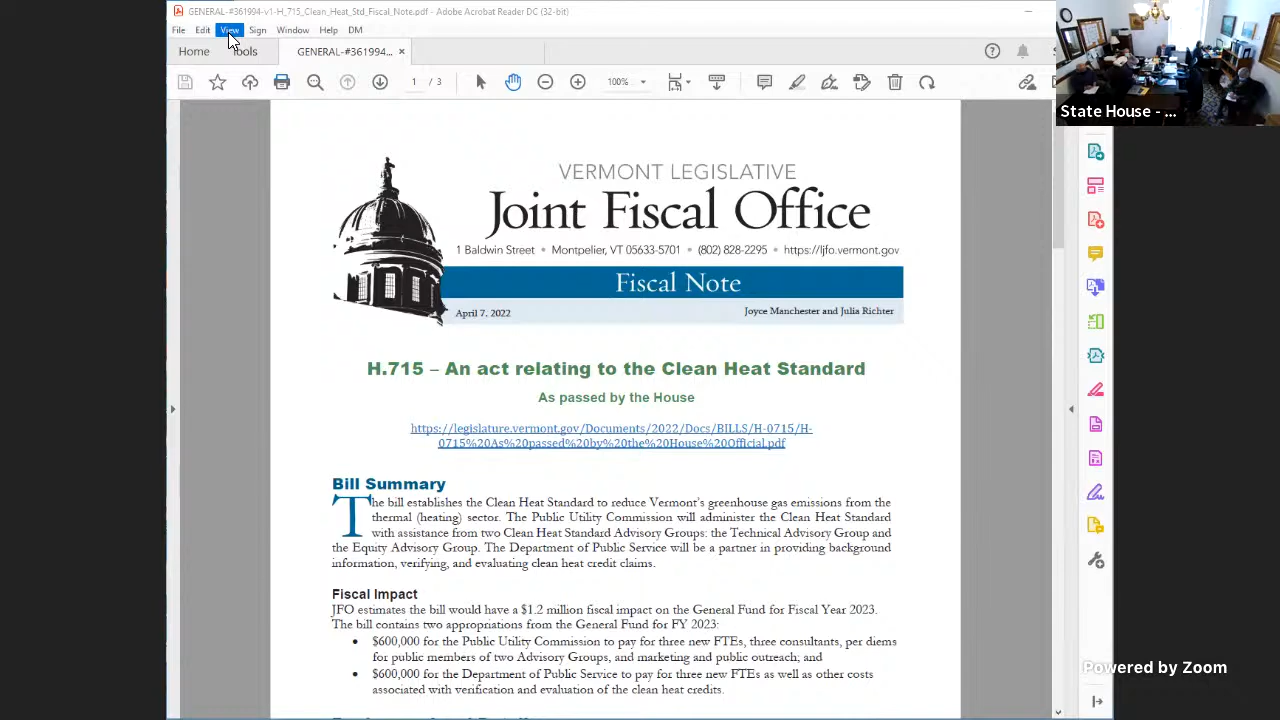 GENERAL-#361994-v1-H_715_Clean_Heat_Std_Fiscal_Note.pdf - Adobe Acrobat Reader DC (32-bit)
File Edit View Sign Window Help DM
Home Tools GENERAL-#361994... ×
1 / 3 100%
State House - ...
VERMONT LEGISLATIVE
Joint Fiscal Office
1 Baldwin Street • Montpelier, VT 05633-5701 • (802) 828-2295 • https://ljfo.vermont.gov
Fiscal Note
April 7, 2022 Joyce Manchester and Julia Richter
H.715 – An act relating to the Clean Heat Standard
As passed by the House
https://legislature.vermont.gov/Documents/2022/Docs/BILLS/H-0715/H-
0715%20As%20passed%20by%20the%20House%20Official.pdf
Bill Summary
The bill establishes the Clean Heat Standard to reduce Vermont's greenhouse gas emissions from the
thermal (heating) sector. The Public Utility Commission will administer the Clean Heat Standard
with assistance from two Clean Heat Standard Advisory Groups: the Technical Advisory Group and
the Equity Advisory Group. The Department of Public Service will be a partner in providing background
information, verifying, and evaluating clean heat credit claims.
Fiscal Impact
JFO estimates the bill would have a $1.2 million fiscal impact on the General Fund for Fiscal Year 2023.
The bill contains two appropriations from the General Fund for FY 2023:
• $600,000 for the Public Utility Commission to pay for three new FTEs, three consultants, per diems
for public members of two Advisory Groups, and marketing and public outreach; and
• $600,000 for the Department of Public Service to pay for three new FTEs as well as other costs
associated with verification and evaluation of the clean heat credits.
Powered by Zoom